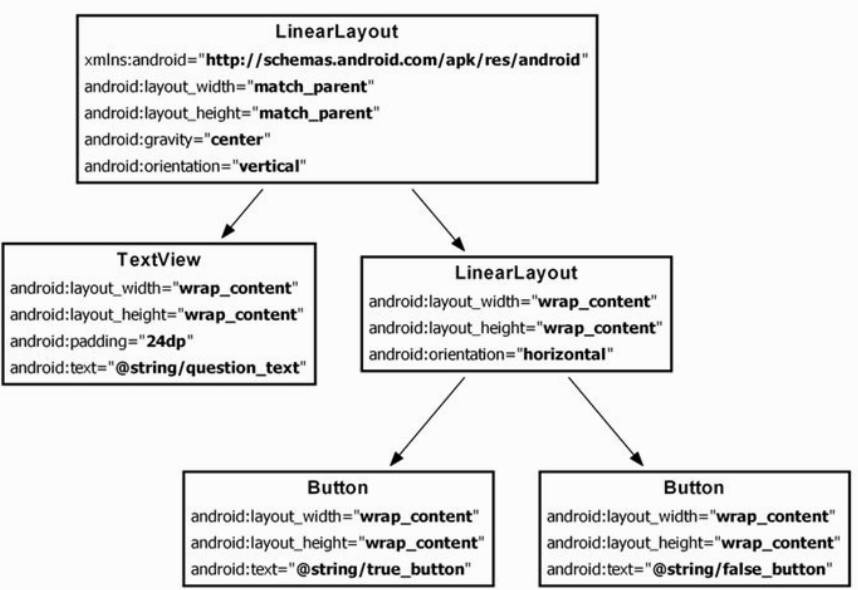 LinearLayout
xmlns:android="http://schemas.android.com/apk/res/android"
android:layout_width="match_parent"
android:layout_height="match_parent"
android:gravity="center"
android:orientation="vertical"
TextView
android:layout_width="wrap_content"
android:layout_height="wrap_content"
android:padding="24dp"
android:text="@string/question_text"
LinearLayout
android:layout_width="wrap_content"
android:layout_height="wrap_content"
android:orientation="horizontal"
Button
android:layout_width="wrap_content"
android:layout_height="wrap_content"
android:text="@string/true_button"
Button
android:layout_width="wrap_content"
android:layout_height="wrap_content"
android:text="@string/false_button"